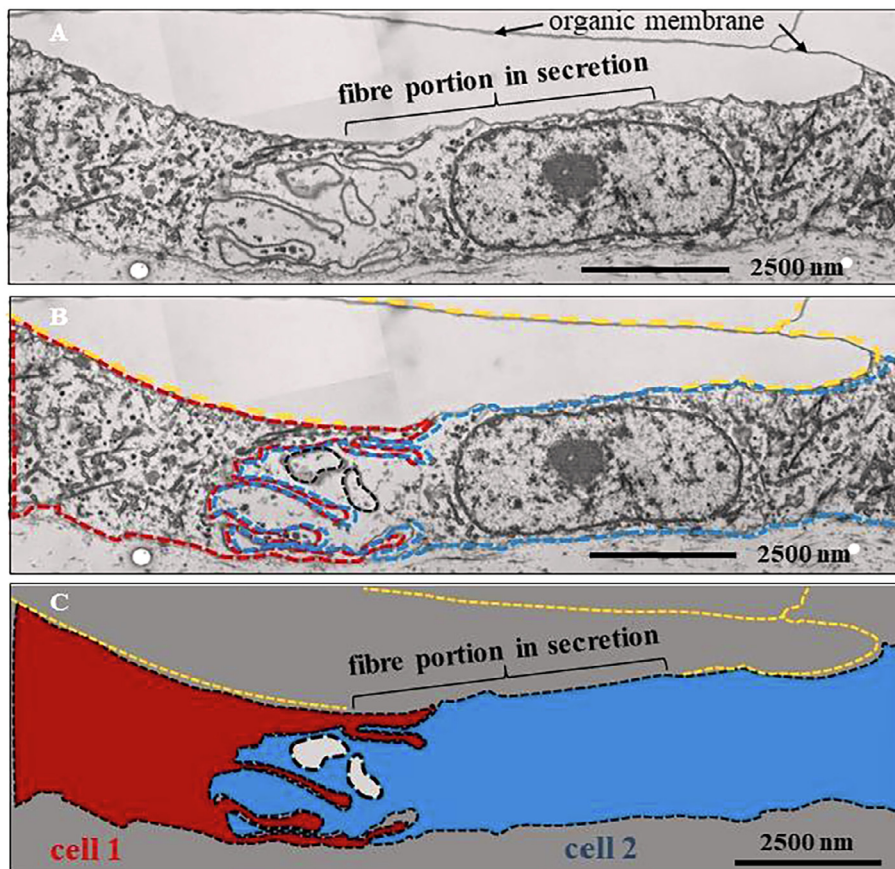 A
organic membrane
fibre portion in secretion
2500 nm
B
2500 nm
C
fibre portion in secretion
cell 1
cell 2
2500 nm